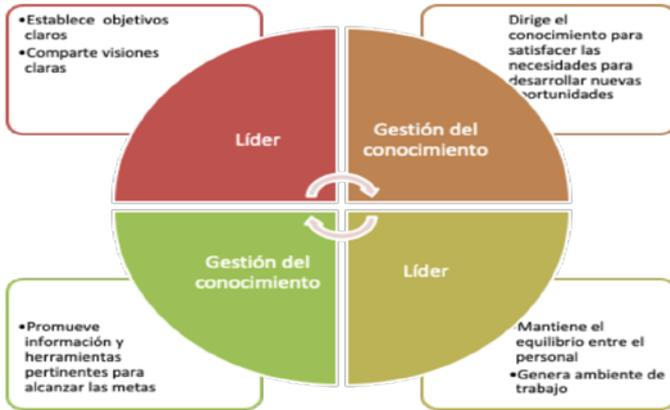 •Establece objetivos
claros
•Comparte visiones
claras
Dirige el
conocimiento para
satisfacer las
necesidades para
desarrollar nuevas
oportunidades
Líder
Gestión del
conocimiento
Gestión del
conocimiento
Líder
•Promueve
información y
herramientas
pertinentes para
alcanzar las metas
•Mantiene el
equilibrio entre el
personal
•Genera ambiente de
trabajo